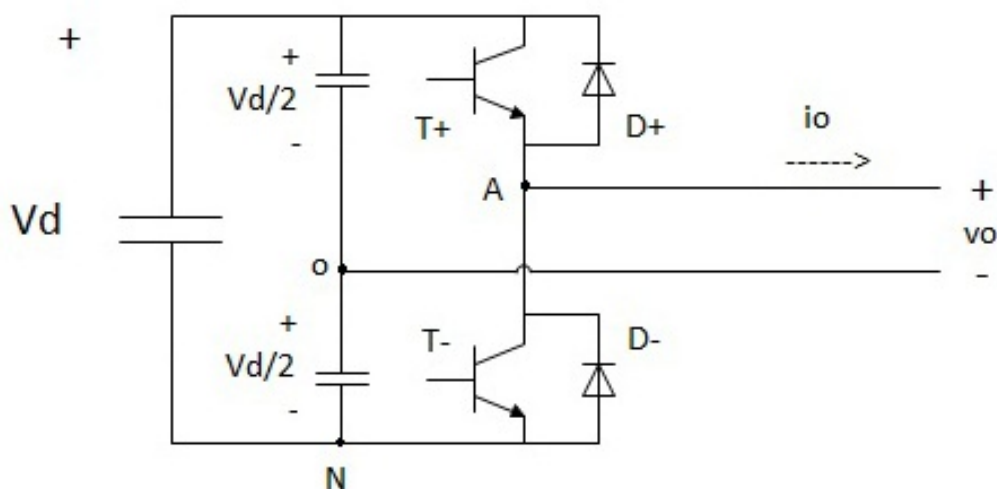 +
+
Vd/2
-
T+
D+
io
A
+
Vd
vo
o
-
+
Vd/2
-
T-
D-
N